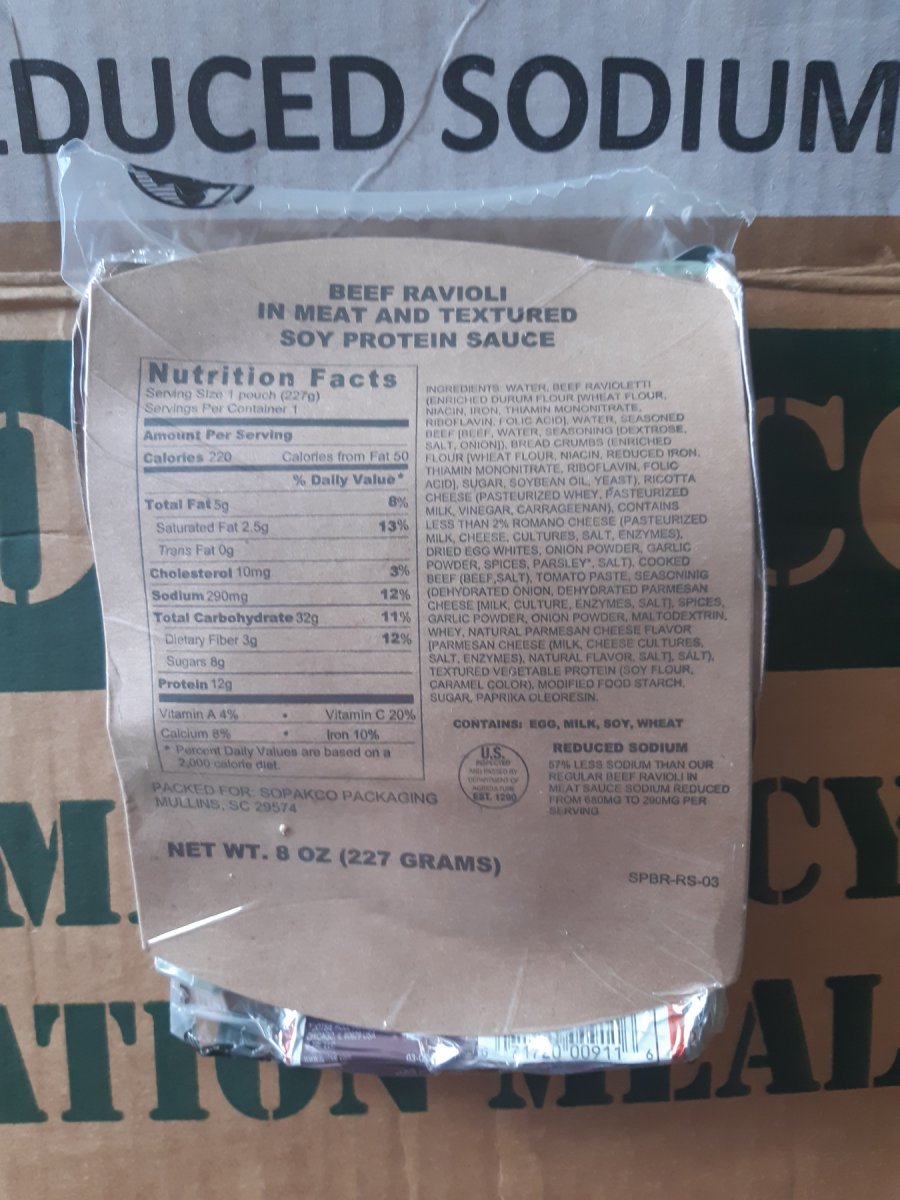 DUCED SODIUM
BEEF RAVIOLI
IN MEAT AND TEXTURED
SOY PROTEIN SAUCE
Nutrition Facts
Serving Size 1 pouch (227g)
Servings Per Container 1
Amount Per Serving
Calories 220 Calories from Fat 50
% Daily Value*
Total Fat 5g 8%
Saturated Fat 2.5g 13%
Trans Fat 0g
Cholesterol 10mg 3%
Sodium 290mg 12%
Total Carbohydrate 32g 11%
Dietary Fiber 3g 12%
Sugars 8g
Protein 12g
Vitamin A 4% • Vitamin C 20%
Calcium 8% • Iron 10%
* Percent Daily Values are based on a
2,000 calorie diet.
INGREDIENTS: WATER, BEEF RAVIOLETTI
(ENRICHED DURUM FLOUR [WHEAT FLOUR,
NIACIN, IRON, THIAMIN MONONITRATE,
RIBOFLAVIN, FOLIC ACID], WATER, SEASONED
BEEF [BEEF, WATER, SEASONING [DEXTROSE,
SALT, ONION]), BREAD CRUMBS (ENRICHED
FLOUR [WHEAT FLOUR, NIACIN, REDUCED IRON,
THIAMIN MONONITRATE, RIBOFLAVIN, FOLIC
ACID], SUGAR, SOYBEAN OIL, YEAST), RICOTTA
CHEESE (PASTEURIZED WHEY, PASTEURIZED
MILK, VINEGAR, CARRAGEENAN), CONTAINS
LESS THAN 2% ROMANO CHEESE (PASTEURIZED
MILK, CHEESE, CULTURES, SALT, ENZYMES),
DRIED EGG WHITES, ONION POWDER, GARLIC
POWDER, SPICES, PARSLEY*, SALT), COOKED
BEEF (BEEF,SALT), TOMATO PASTE, SEASONINIG
(DEHYDRATED ONION, DEHYDRATED PARMESAN
CHEESE [MILK, CULTURE, ENZYMES, SALT], SPICES,
GARLIC POWDER, ONION POWDER, MALTODEXTRIN,
WHEY, NATURAL PARMESAN CHEESE FLAVOR
[PARMESAN CHEESE (MILK, CHEESE CULTURES,
SALT, ENZYMES), NATURAL FLAVOR, SALT], SALT),
TEXTURED VEGETABLE PROTEIN (SOY FLOUR,
CARAMEL COLOR), MODIFIED FOOD STARCH,
SUGAR, PAPRIKA OLEORESIN.
CONTAINS: EGG, MILK, SOY, WHEAT
U.S.
INSPECTED
AND PASSED BY
DEPARTMENT OF
AGRICULTURE
EST. 1290
REDUCED SODIUM
57% LESS SODIUM THAN OUR
REGULAR BEEF RAVIOLI IN
MEAT SAUCE SODIUM REDUCED
FROM 680MG TO 290MG PER
SERVING
PACKED FOR: SOPAKCO PACKAGING
MULLINS, SC 29574
NET WT. 8 OZ (227 GRAMS)
SPBR-RS-03
CO
M CY
ATION MEAL
00911 6